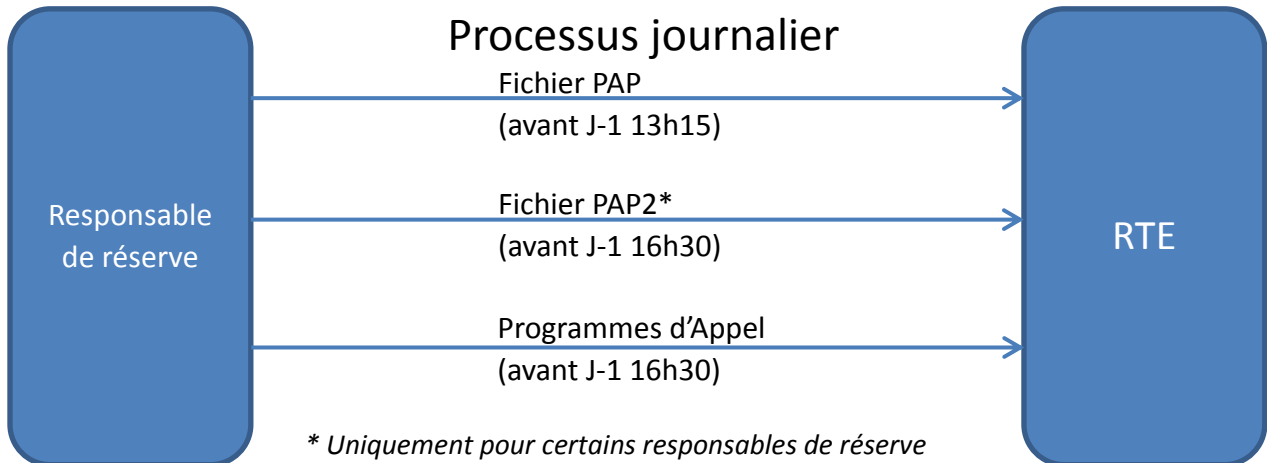 Processus journalier
Fichier PAP
(avant J-1 13h15)
Fichier PAP2*
(avant J-1 16h30)
Responsable
de réserve
RTE
Programmes d’Appel
(avant J-1 16h30)
* Uniquement pour certains responsables de réserve